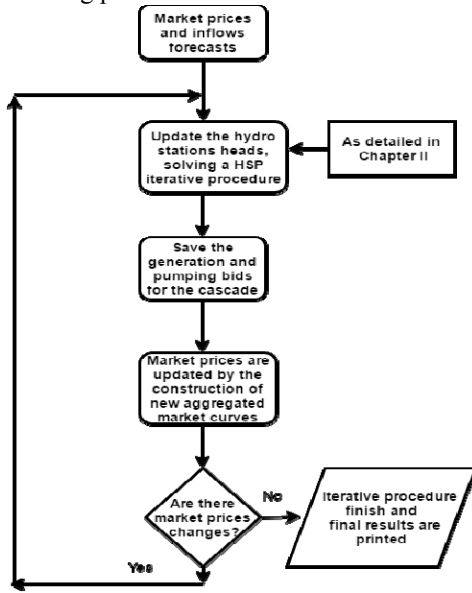 Market prices
and inflows
forecasts
Update the hydro
stations heads,
solving a HSP
iterative procedure
As detailed in
Chapter II
Save the
generation and
pumping bids
for the cascade
Market prices are
updated by the
construction of
new aggregated
market curves
Are there
market prices
changes?
No
Iterative procedure
finish and
final results are
printed
Yes